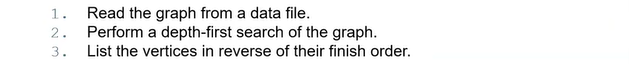 1. Read the graph from a data file.
2. Perform a depth-first search of the graph.
3. List the vertices in reverse of their finish order.